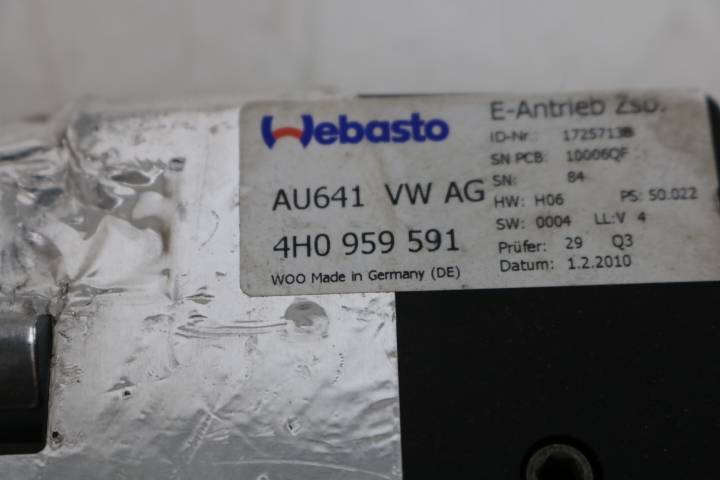 Webasto
AU641 VW AG
4H0 959 591
WOO Made in Germany (DE)
E-Antrieb Zsb.
ID-Nr.:
SN PCB: 10006QF
SN: 84
HW: H06 PS: 50.022
SW: 0004 LL:V 4
Prüfer: 29 Q3
Datum: 1.2.2010